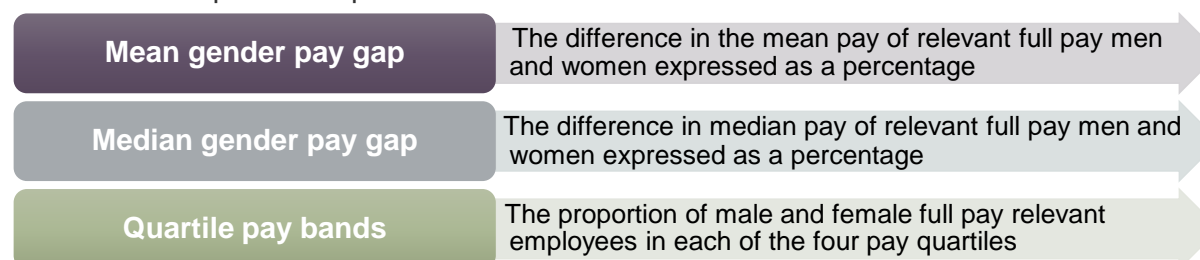 Mean gender pay gap
The difference in the mean pay of relevant full pay men
and women expressed as a percentage
Median gender pay gap
The difference in median pay of relevant full pay men and
women expressed as a percentage
Quartile pay bands
The proportion of male and female full pay relevant
employees in each of the four pay quartiles